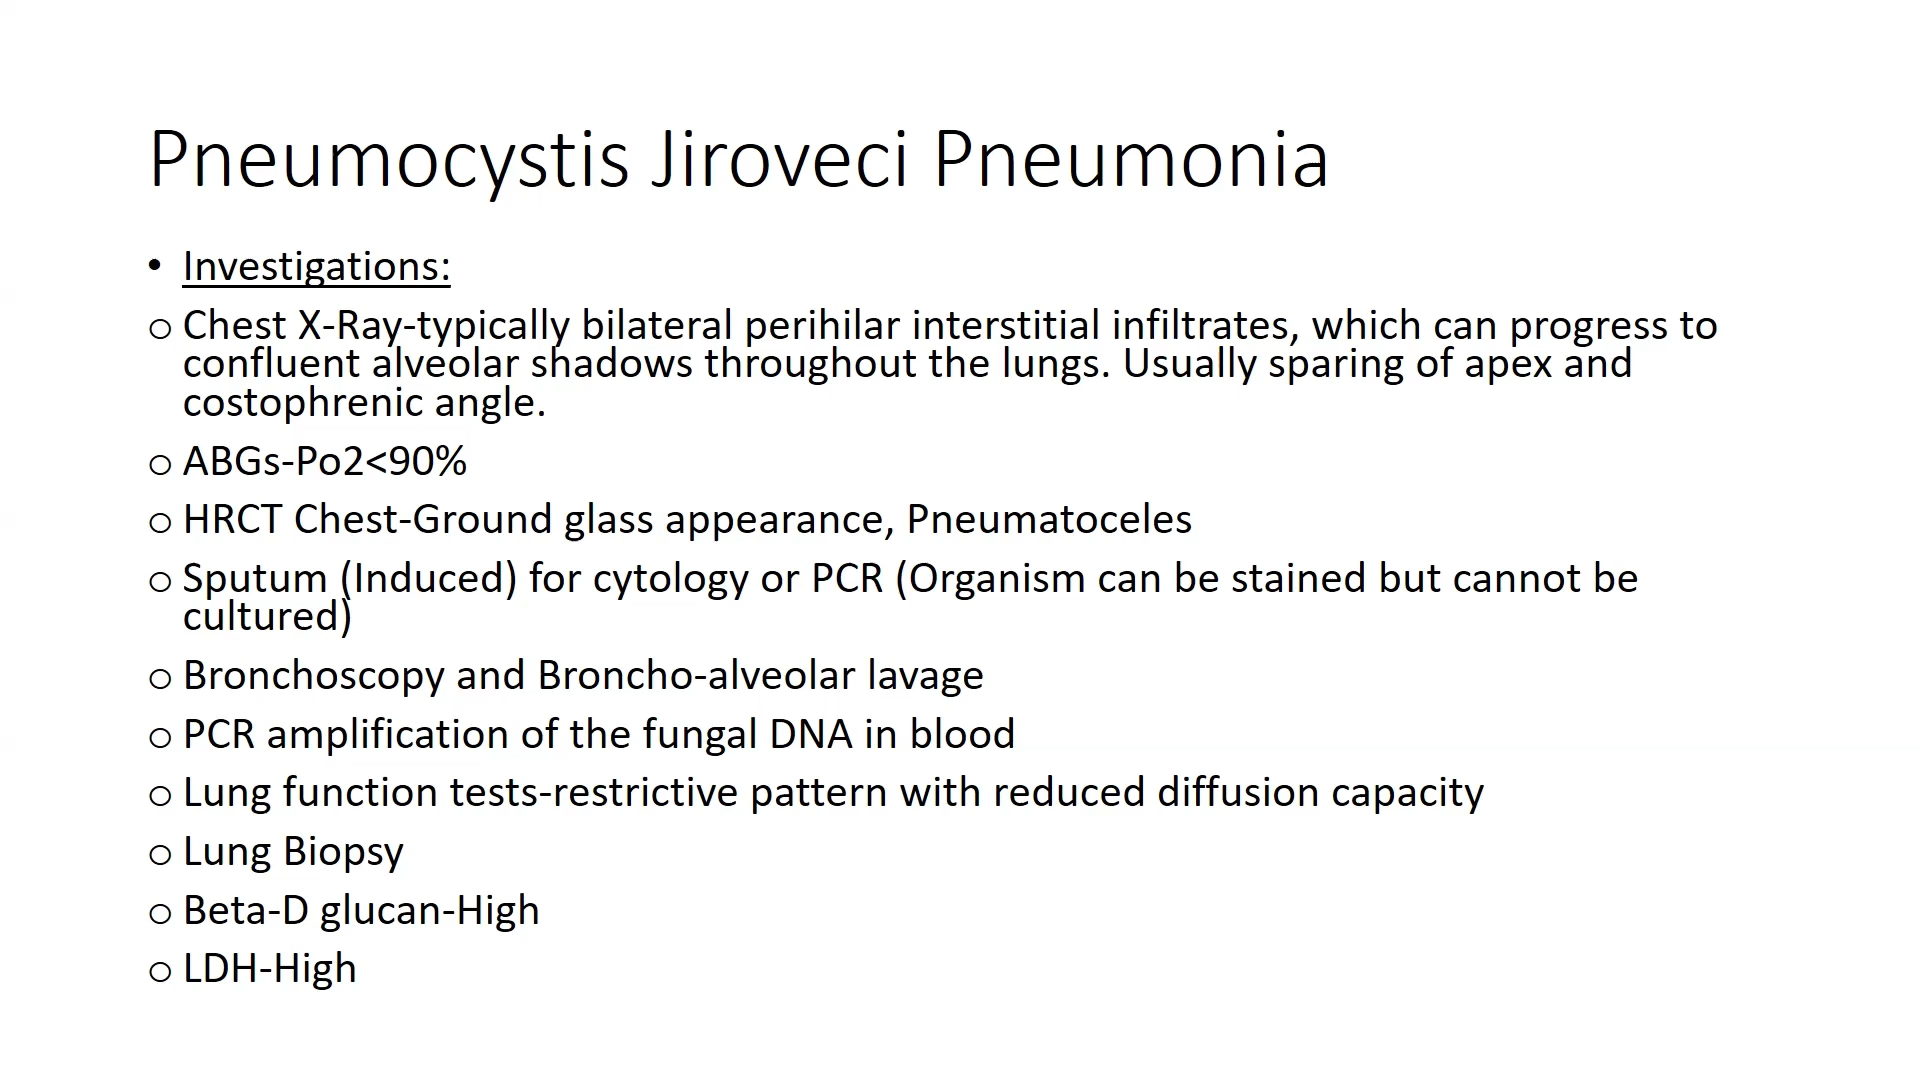 Pneumocystis Jiroveci Pneumonia
• Investigations:
o Chest X-Ray-typically bilateral perihilar interstitial infiltrates, which can progress to
confluent alveolar shadows throughout the lungs. Usually sparing of apex and
costophrenic angle.
o ABGs-Po2<90%
o HRCT Chest-Ground glass appearance, Pneumatoceles
o Sputum (Induced) for cytology or PCR (Organism can be stained but cannot be
cultured)
o Bronchoscopy and Broncho-alveolar lavage
o PCR amplification of the fungal DNA in blood
o Lung function tests-restrictive pattern with reduced diffusion capacity
o Lung Biopsy
o Beta-D glucan-High
o LDH-High